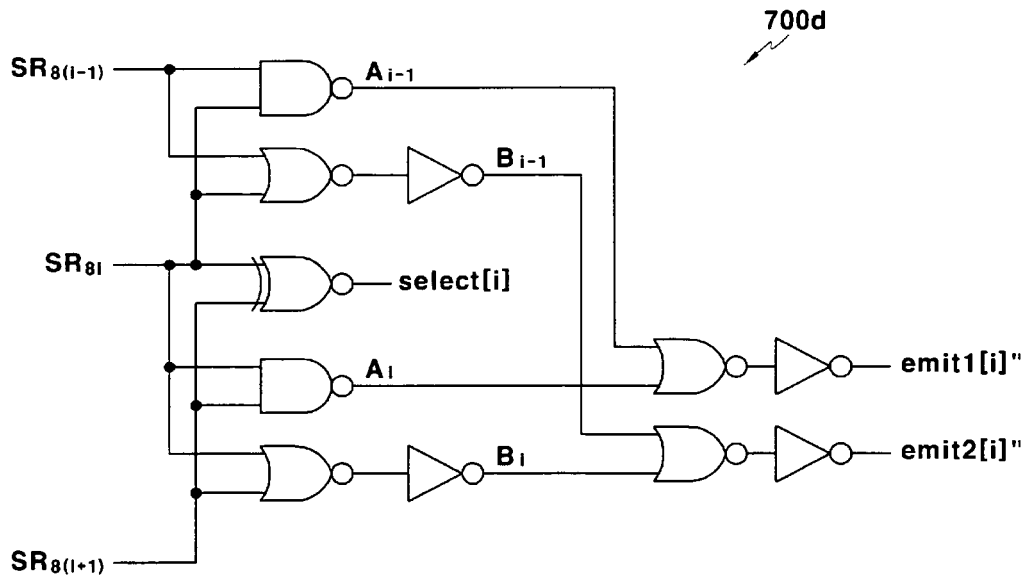 700d
SR8(i-1)
Ai-1
Bi-1
SR8i
select[i]
Ai
emit1[i]"
Bi
emit2[i]"
SR8(i+1)